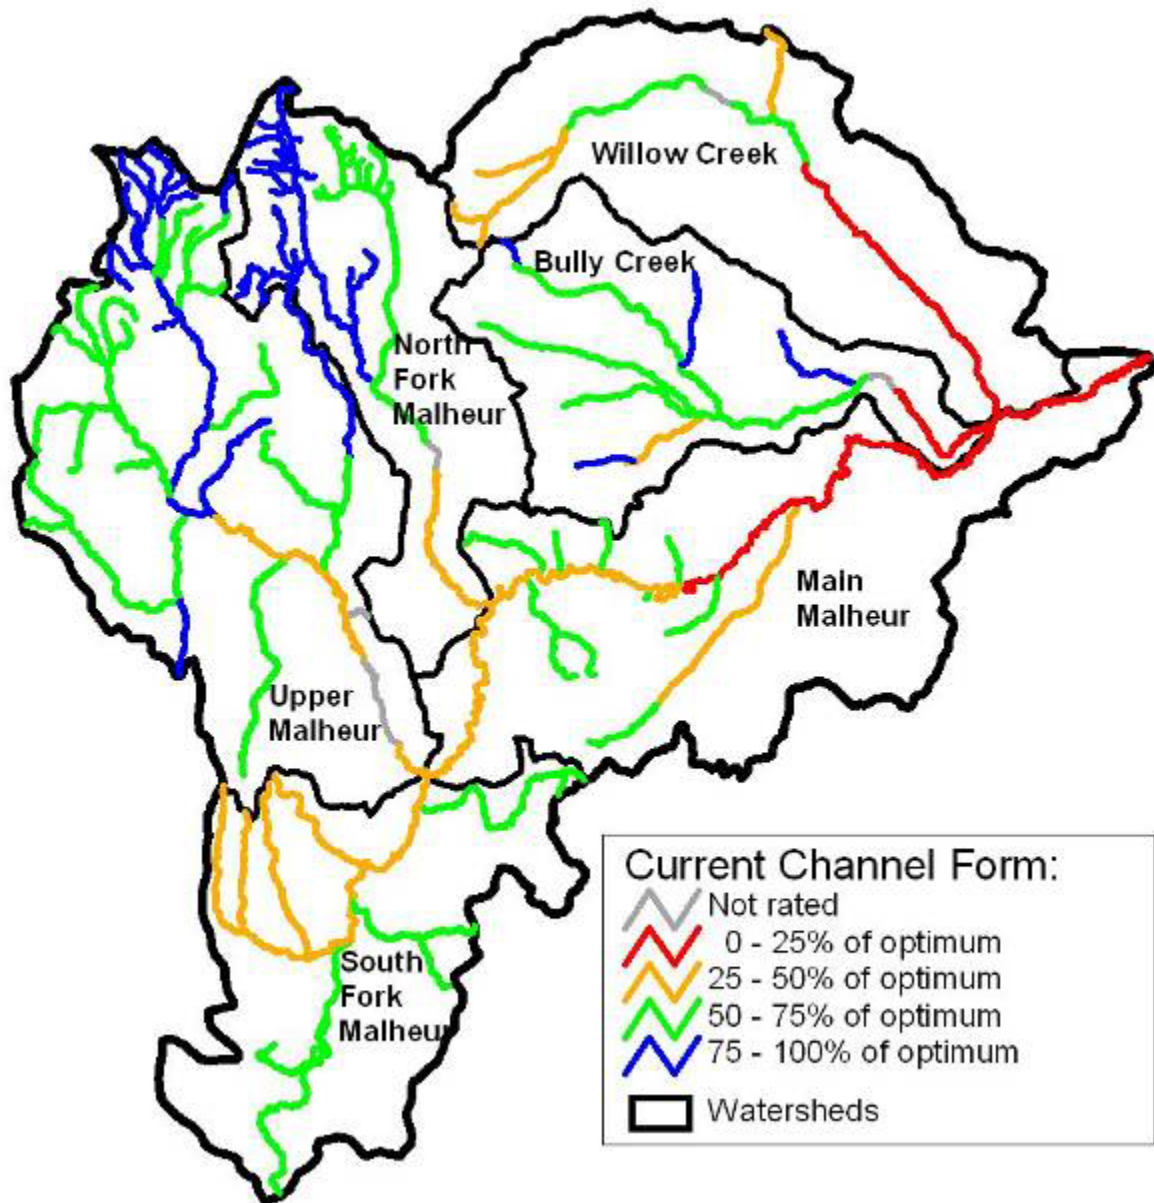 Willow Creek
Bully Creek
North
Fork
Malheur
Main
Malheur
Upper
Malheur
South
Fork
Malheur
Current Channel Form:
Not rated
0 - 25% of optimum
25 - 50% of optimum
50 - 75% of optimum
75 - 100% of optimum
Watersheds